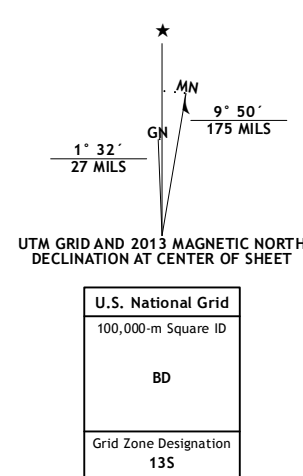 ★
MN
GN
9° 50´
175 MILS
1° 32´
27 MILS
UTM GRID AND 2013 MAGNETIC NORTH
DECLINATION AT CENTER OF SHEET
U.S. National Grid
100,000-m Square ID
BD
Grid Zone Designation
13S